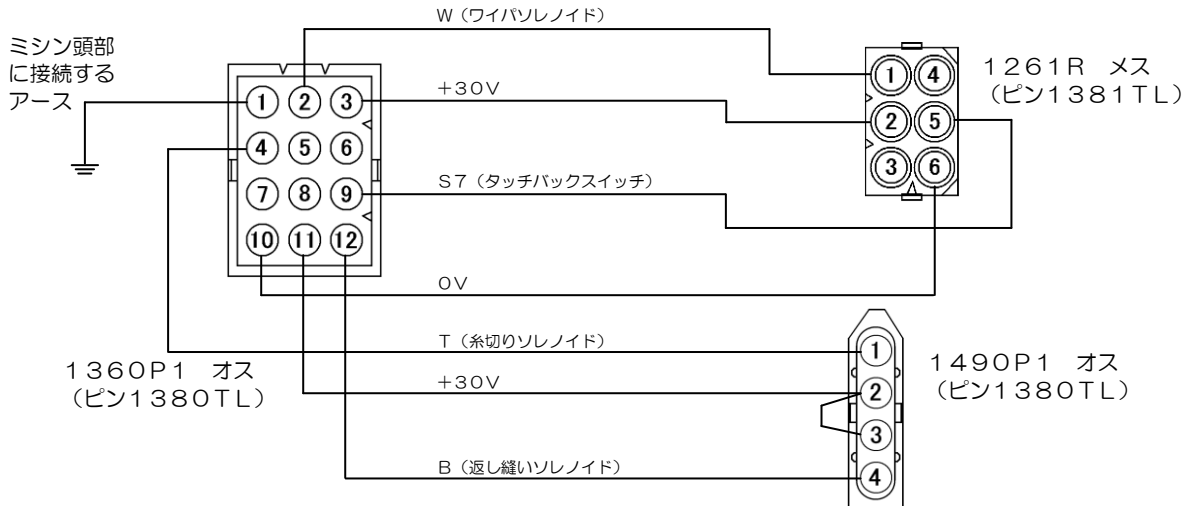 W（ワイパソレノイド）
ミシン頭部
に接続する
アース
1261R　メス
（ピン1381TL）
+30V
① ② ③
④ ⑤ ⑥
⑦ ⑧ ⑨
⑩ ⑪ ⑫
① ④
② ⑤
③ ⑥
S7（タッチバックスイッチ）
0V
T（糸切りソレノイド）
1360P1　オス
（ピン1380TL）
+30V
1490P1　オス
（ピン1380TL）
①
②
③
④
B（返し縫いソレノイド）